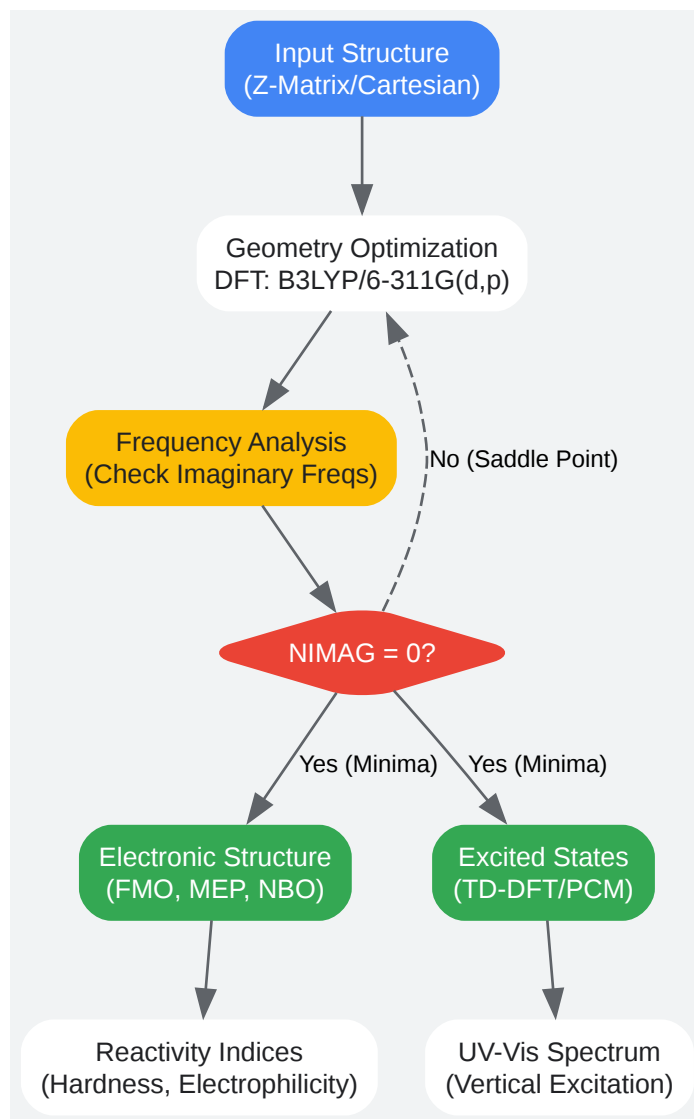 Input Structure
(Z-Matrix/Cartesian)
Geometry Optimization
DFT: B3LYP/6-311G(d,p)
Frequency Analysis
(Check Imaginary Freqs)
No (Saddle Point)
NIMAG = 0?
Yes (Minima)
Yes (Minima)
Electronic Structure
(FMO, MEP, NBO)
Excited States
(TD-DFT/PCM)
Reactivity Indices
(Hardness, Electrophilicity)
UV-Vis Spectrum
(Vertical Excitation)